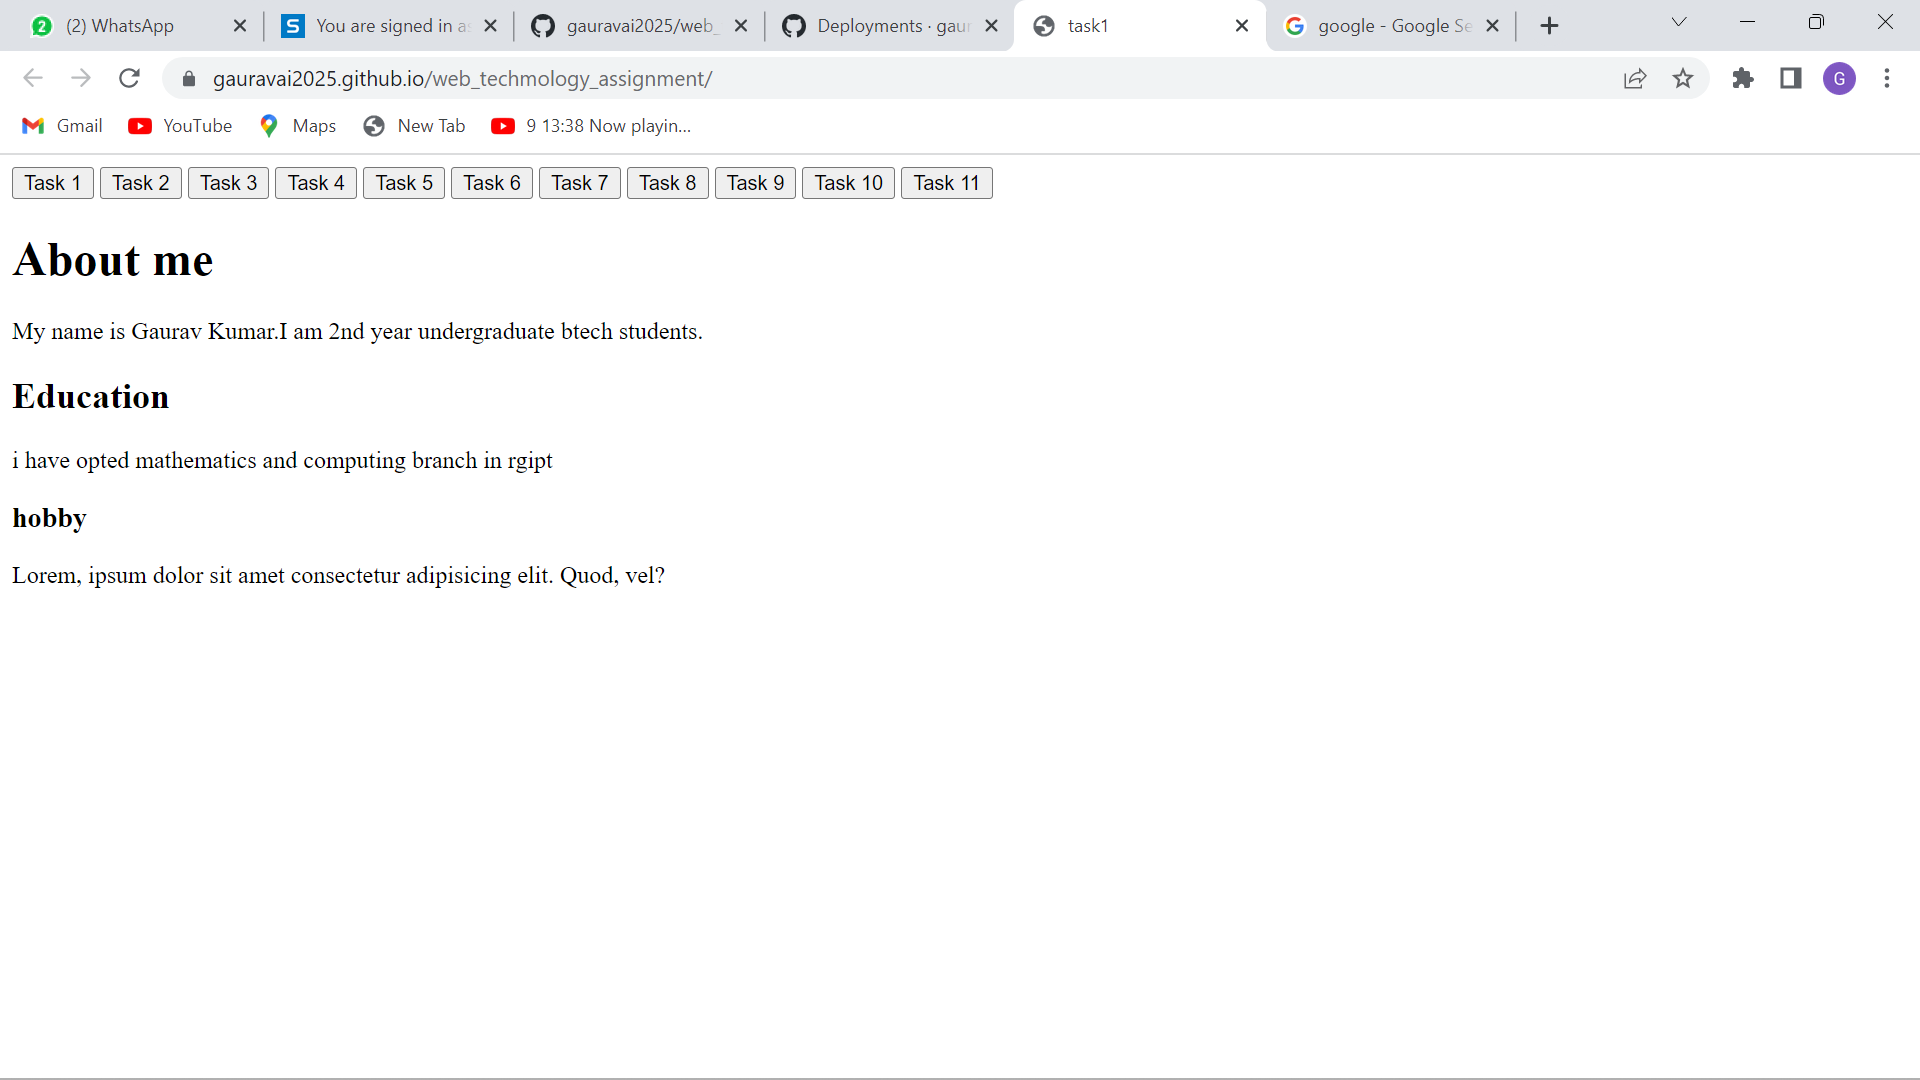 (2) WhatsApp
You are signed in as
gauravai2025/web_
Deployments · gaur
task1
google - Google Se
gauravai2025.github.io/web_techmology_assignment/
G
Gmail
YouTube
Maps
New Tab
9 13:38 Now playin...
Task 1 Task 2 Task 3 Task 4 Task 5 Task 6 Task 7 Task 8 Task 9 Task 10 Task 11
About me
My name is Gaurav Kumar.I am 2nd year undergraduate btech students.
Education
i have opted mathematics and computing branch in rgipt
hobby
Lorem, ipsum dolor sit amet consectetur adipisicing elit. Quod, vel?